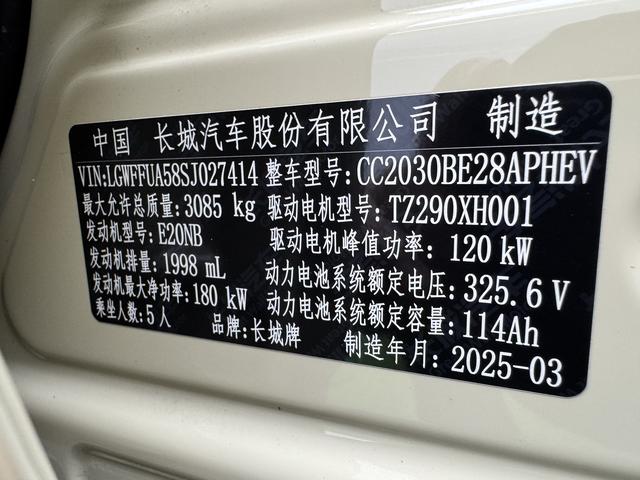 中国 长城汽车股份有限公司 制造
VIN:LGWFFUA58SJ027414 整车型号:CC2030BE28APHEV
最大允许总质量:3085 kg 驱动电机型号:TZ290XH001
发动机型号:E20NB 驱动电机峰值功率: 120 kW
发动机排量: 1998 mL 动力电池系统额定电压:325.6 V
发动机最大净功率:180 kW 动力电池系统额定容量:114Ah
乘坐人数:5人 品牌:长城牌 制造年月: 2025-03